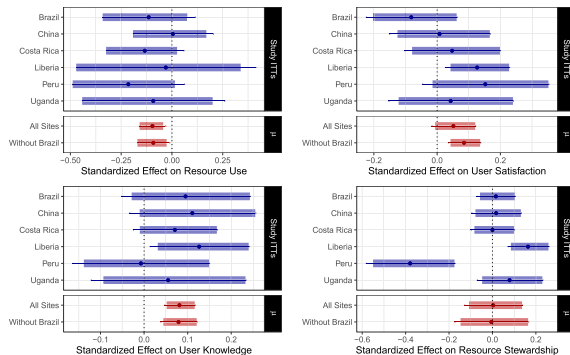 Brazil
China
Costa Rica
Liberia
Peru
Uganda
Study ITTs
All Sites
Without Brazil
μ
−0.50 −0.25 0.00 0.25
Standardized Effect on Resource Use
Brazil
China
Costa Rica
Liberia
Peru
Uganda
Study ITTs
All Sites
Without Brazil
μ
−0.2 0.0 0.2
Standardized Effect on User Satisfaction
Brazil
China
Costa Rica
Liberia
Peru
Uganda
Study ITTs
All Sites
Without Brazil
μ
0.0 0.1 0.2
Standardized Effect on User Knowledge
Brazil
China
Costa Rica
Liberia
Peru
Uganda
Study ITTs
All Sites
Without Brazil
μ
−0.6 −0.4 −0.2 0.0 0.2
Standardized Effect on Resource Stewardship